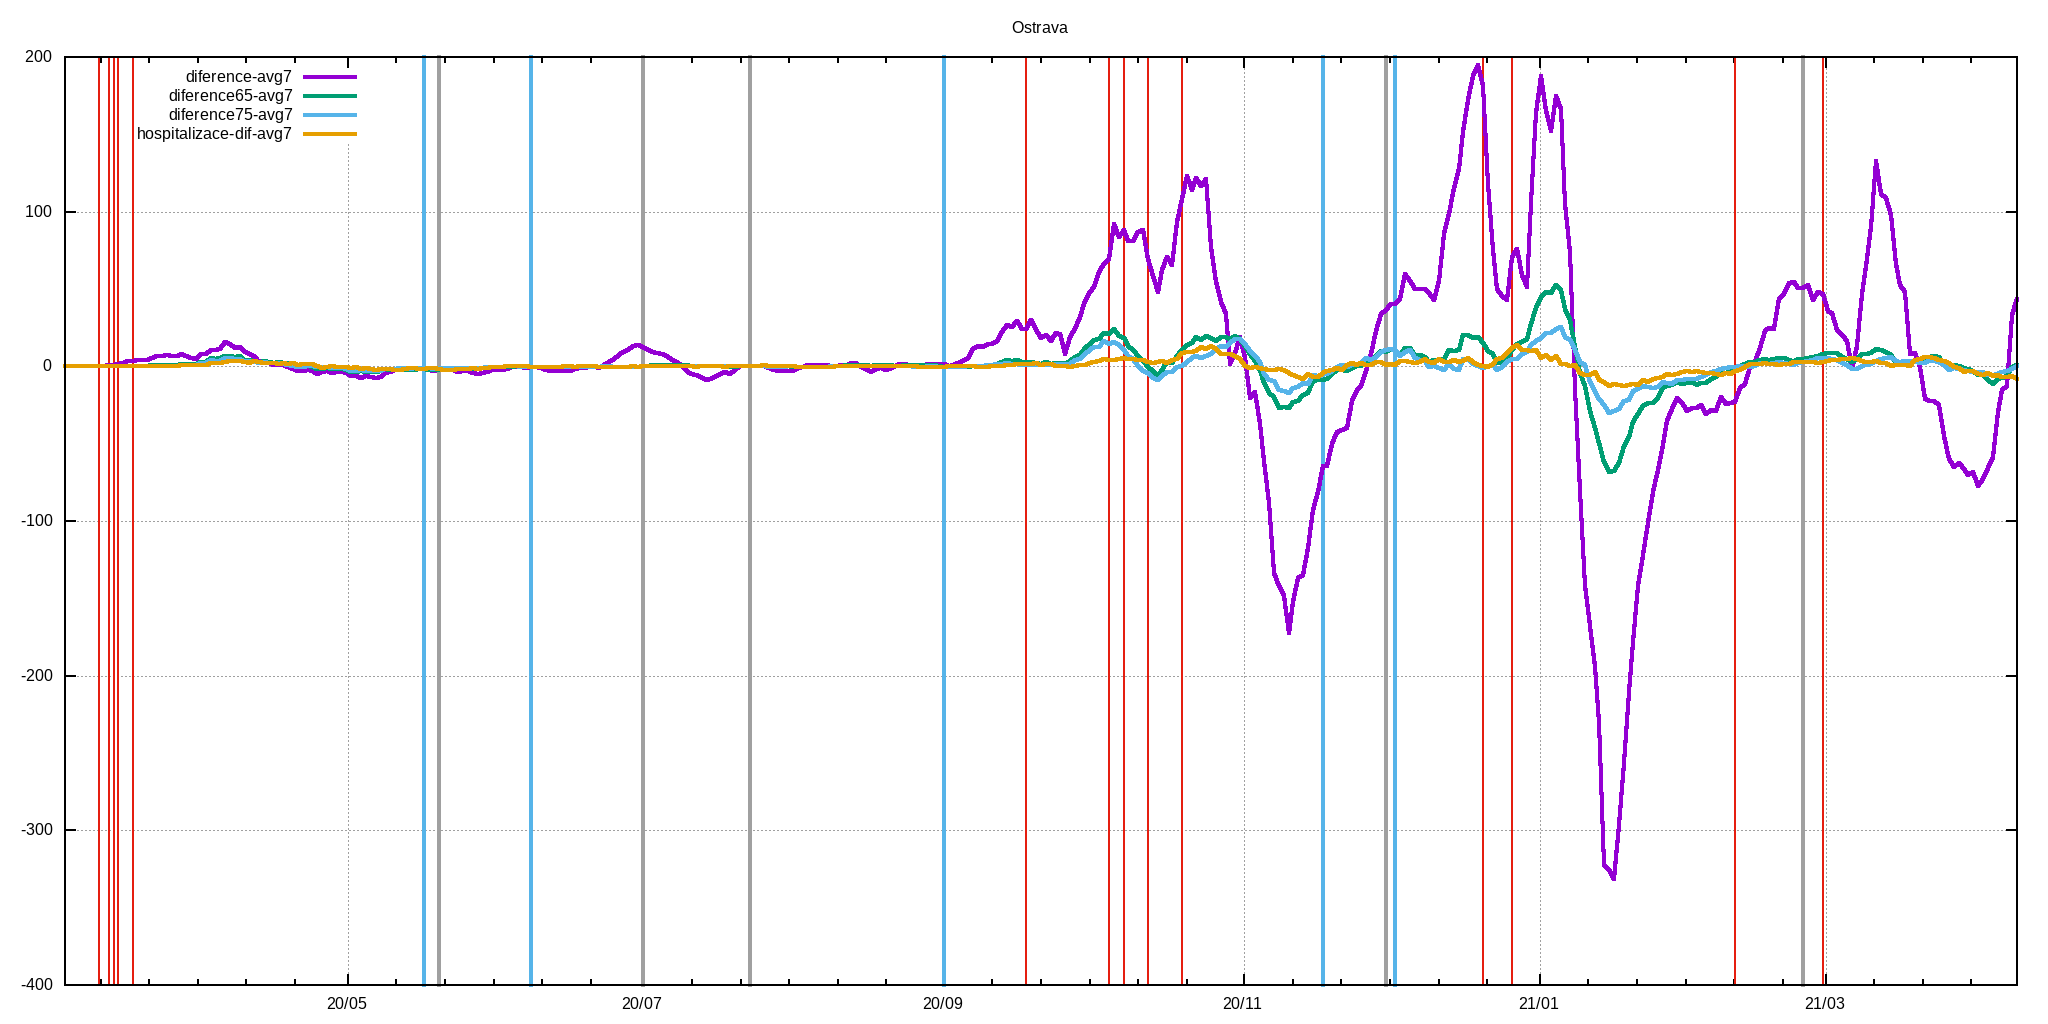 Ostrava
200
diference-avg7
diference65-avg7
diference75-avg7
hospitalizace-dif-avg7
100
0
-100
-200
-300
-400
20/05 20/07 20/09 20/11 21/01 21/03